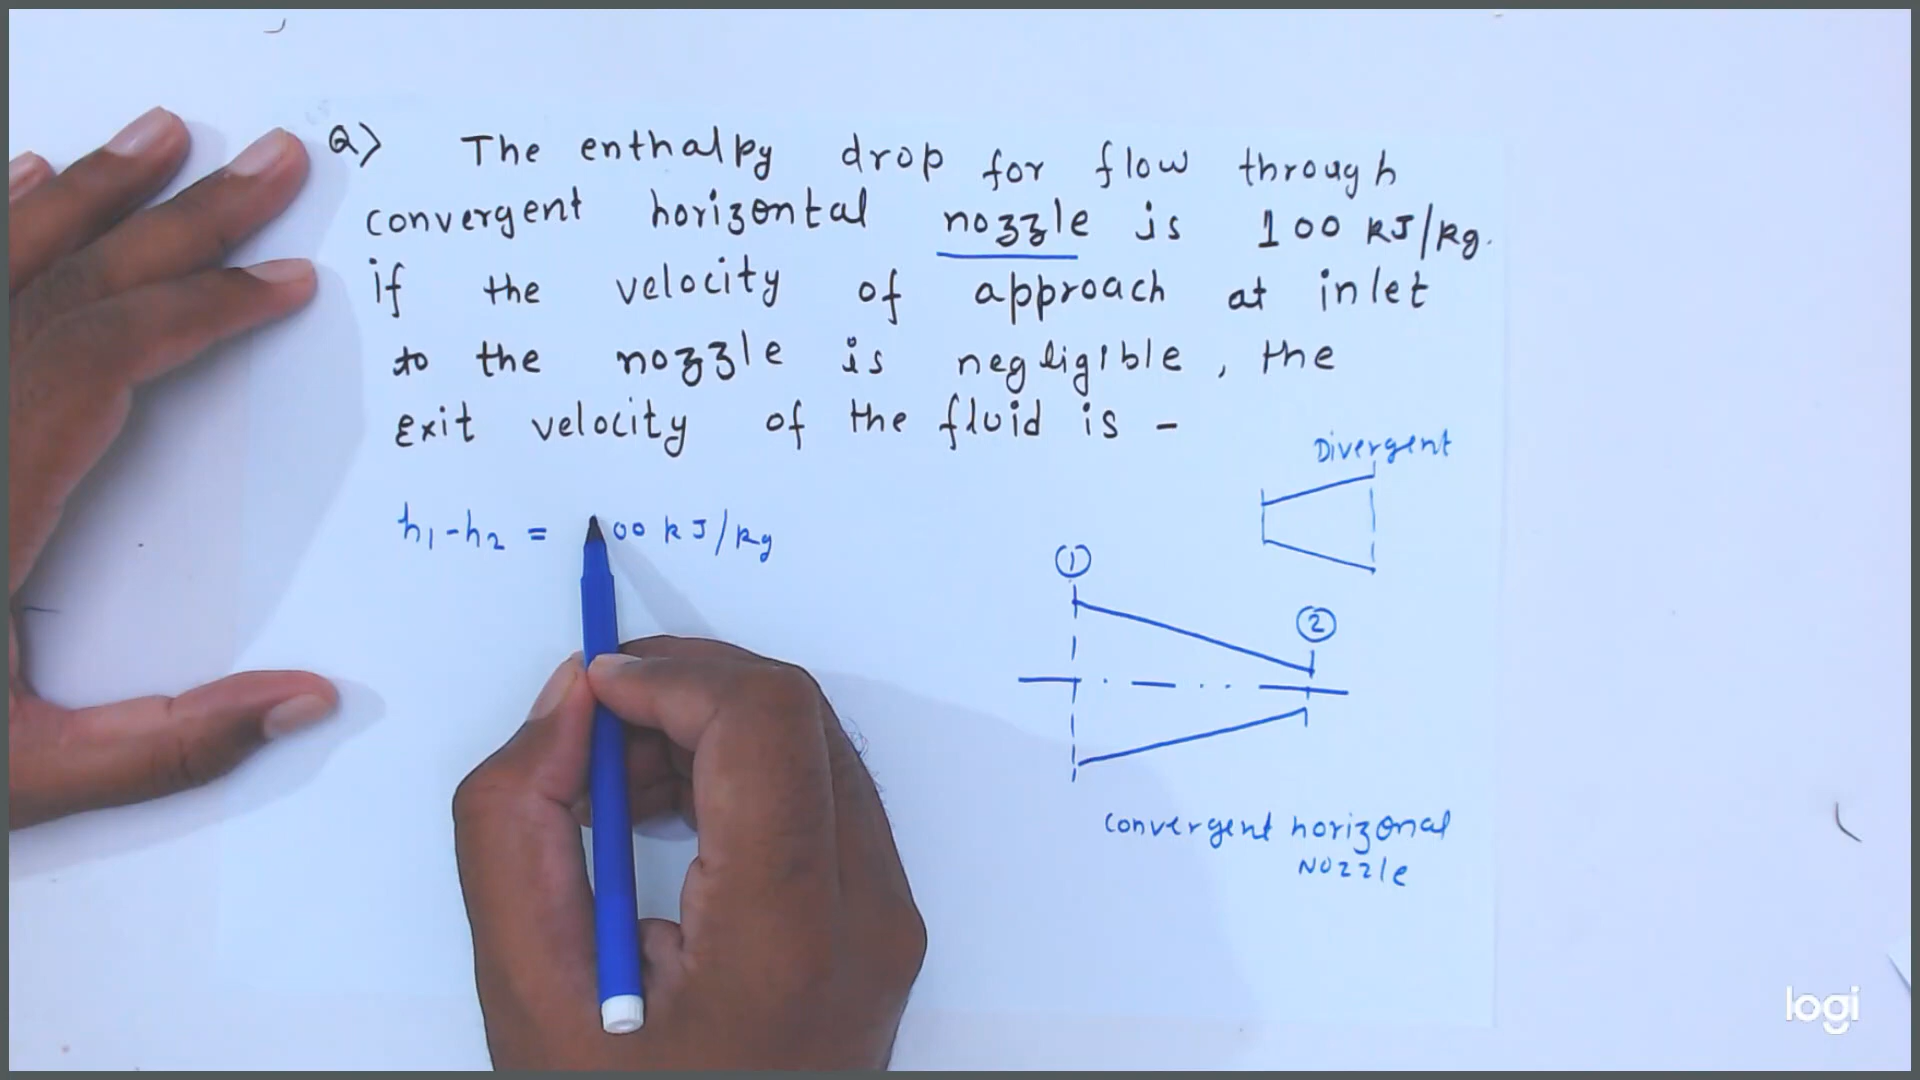 Q) The enthalpy drop for flow through
convergent horizontal nozzle is 100 kJ/kg.
if the velocity of approach at inlet
to the nozzle is negligible, the
exit velocity of the fluid is -
Divergent
h1-h2 = 00 kJ/kg
1
2
convergent horizonal
Nozzle
logi